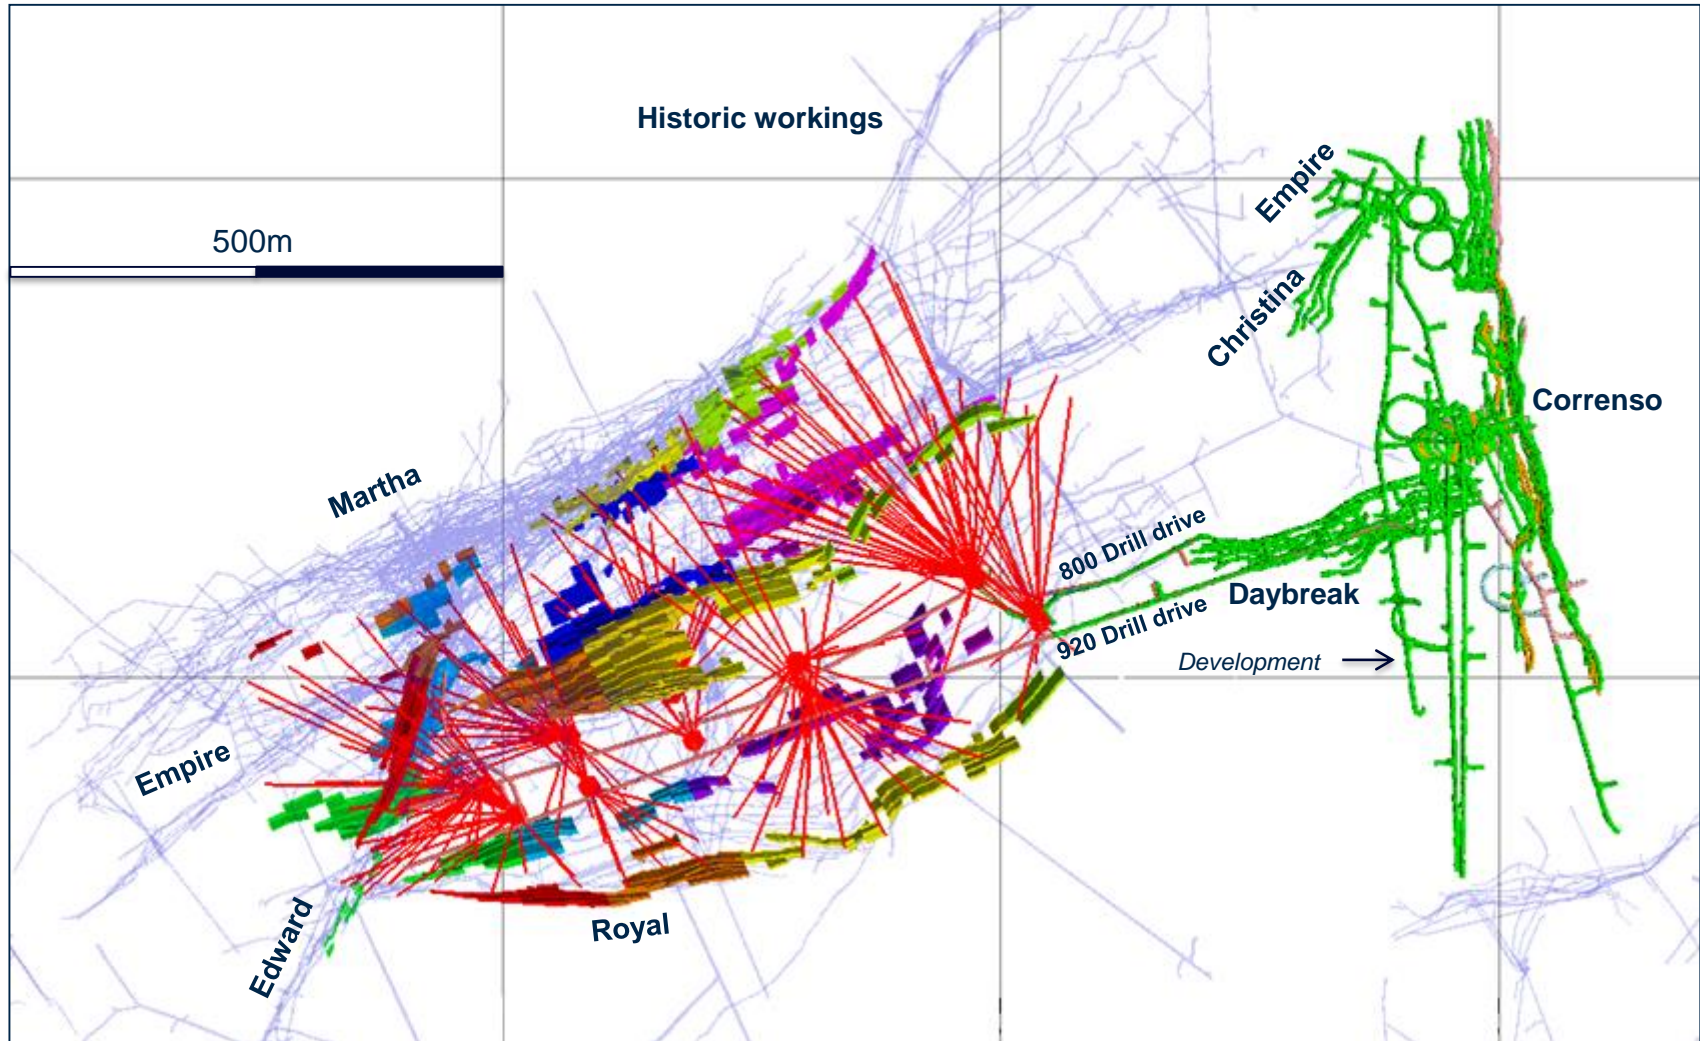 Historic workings
Empire
500m
Christina
Correnso
Martha
800 Drill drive
Daybreak
920 Drill drive
Development
Empire
Royal
Edward